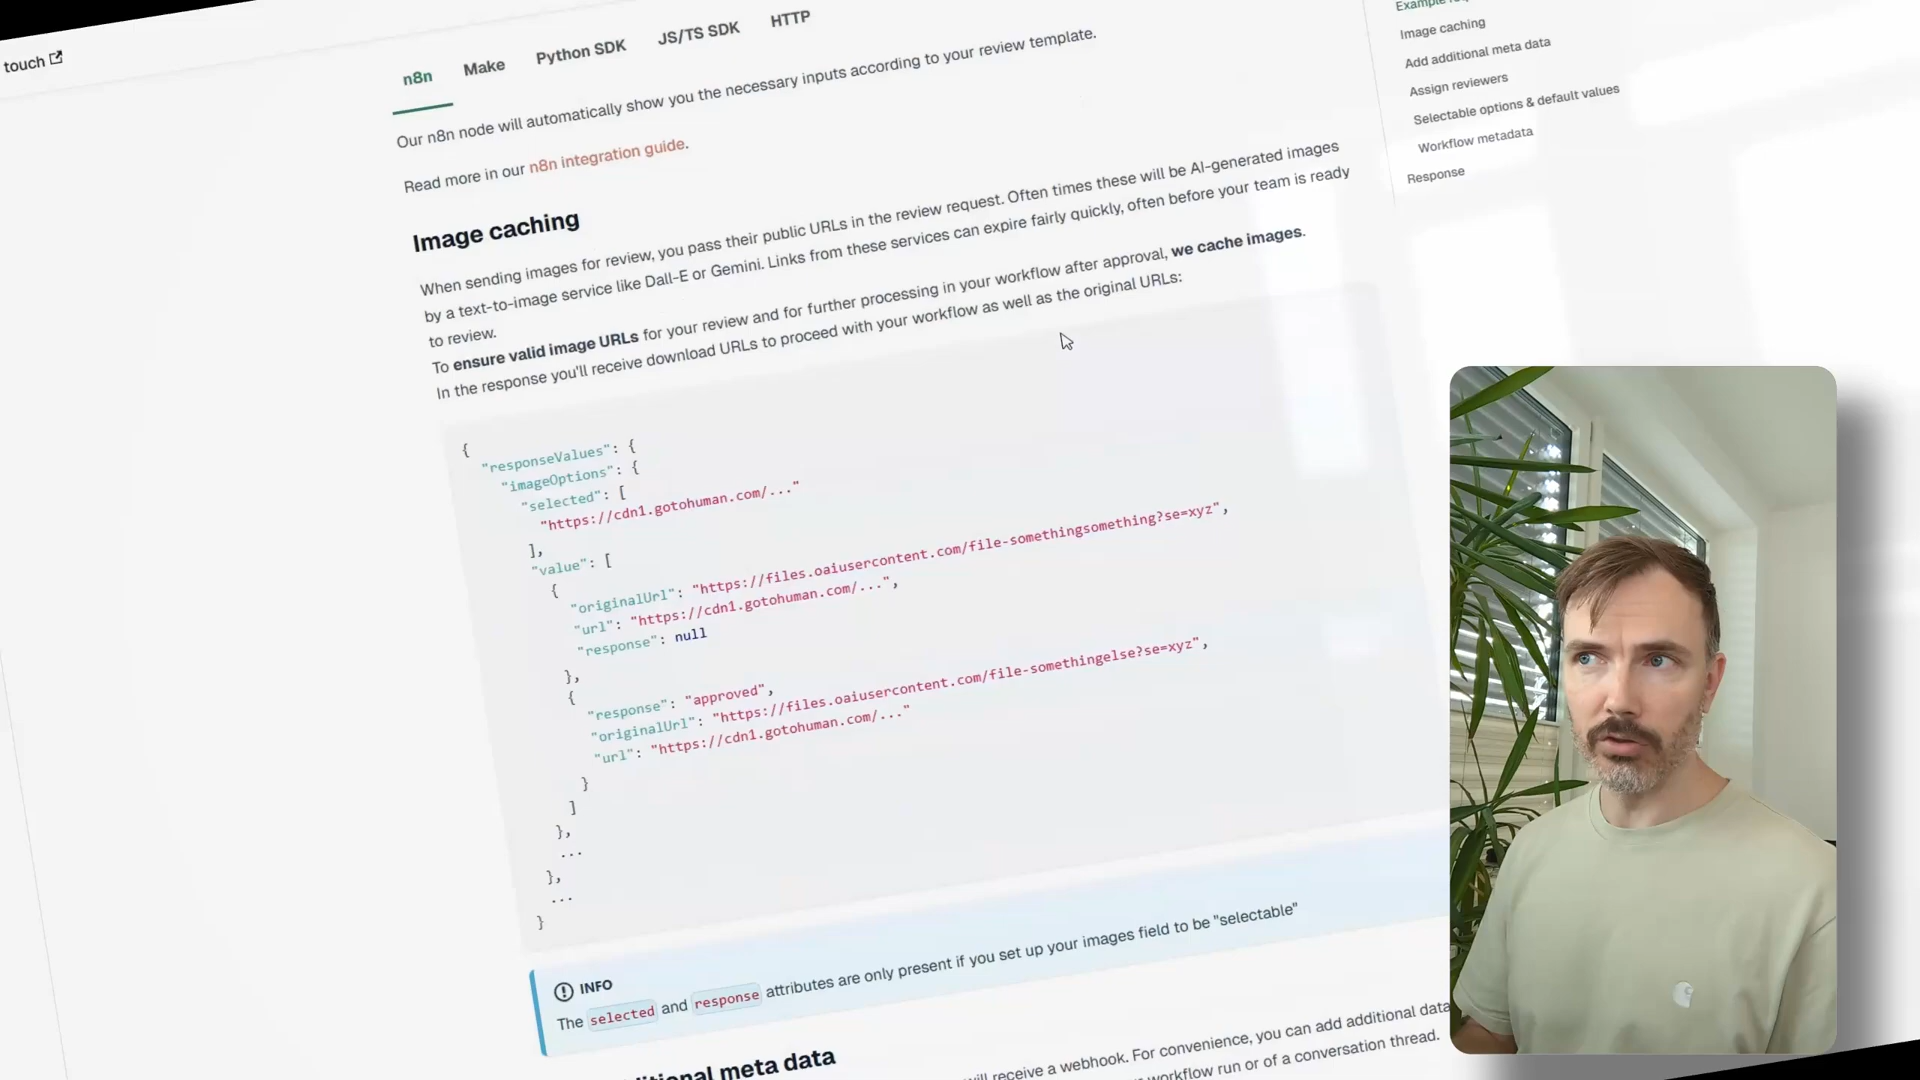 touch
n8n
Make
Python SDK
JS/TS SDK
HTTP
Our n8n node will automatically show you the necessary inputs according to your review template.
Read more in our n8n integration guide.
Image caching
When sending images for review, you pass their public URLs in the review request. Often times these will be AI-generated images
by a text-to-image service like Dall-E or Gemini. Links from these services can expire fairly quickly, often before your team is ready
to review.
To ensure valid image URLs for your review and for further processing in your workflow after approval, we cache images.
In the response you'll receive download URLs to proceed with your workflow as well as the original URLs:
{
"responseValues": {
"imageOptions": {
"selected": [
"https://cdn1.gotohuman.com/..."
],
"value": [
{
"originalUrl": "https://files.oaiusercontent.com/file-somethingsomething?se=xyz",
"url": "https://cdn1.gotohuman.com/...",
"response": null
},
{
"response": "approved",
"originalUrl": "https://files.oaiusercontent.com/file-somethingelse?se=xyz",
"url": "https://cdn1.gotohuman.com/..."
}
]
},
...
},
...
}
INFO
The selected and response attributes are only present if you set up your images field to be "selectable"
meta data
receive a webhook. For convenience, you can add additional data
workflow run or of a conversation thread.
Example
Image caching
Add additional meta data
Assign reviewers
Selectable options & default values
Workflow metadata
Response